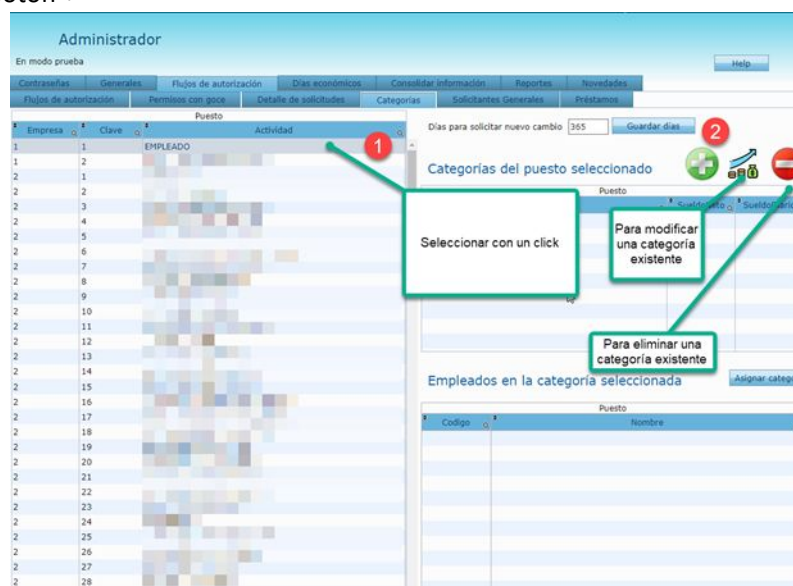 Administrador
En modo prueba
Help
Contraseñas Generales Flujos de autorización Días económicos Consolidar información Reportes Novedades
Flujos de autorización Permisos con goce Detalle de solicitudes Categorías Solicitantes Generales Préstamos
Puesto
Empresa Clave Actividad
1 1 EMPLEADO
1 2
2 1
2 2
2 3
2 4
2 5
2 6
2 7
2 8
2 9
2 10
2 11
2 12
2 13
2 14
2 15
2 16
2 17
2 18
2 19
2 20
2 21
2 22
2 23
2 24
2 25
2 26
2 27
2 28
1
Seleccionar con un click
Días para solicitar nuevo cambio 365 Guardar días
2
Categorías del puesto seleccionado
Puesto
Para modificar
una categoría
existente
Para eliminar una
categoría existente
Empleados en la categoría seleccionada
Asignar
Puesto
Codigo Nombre